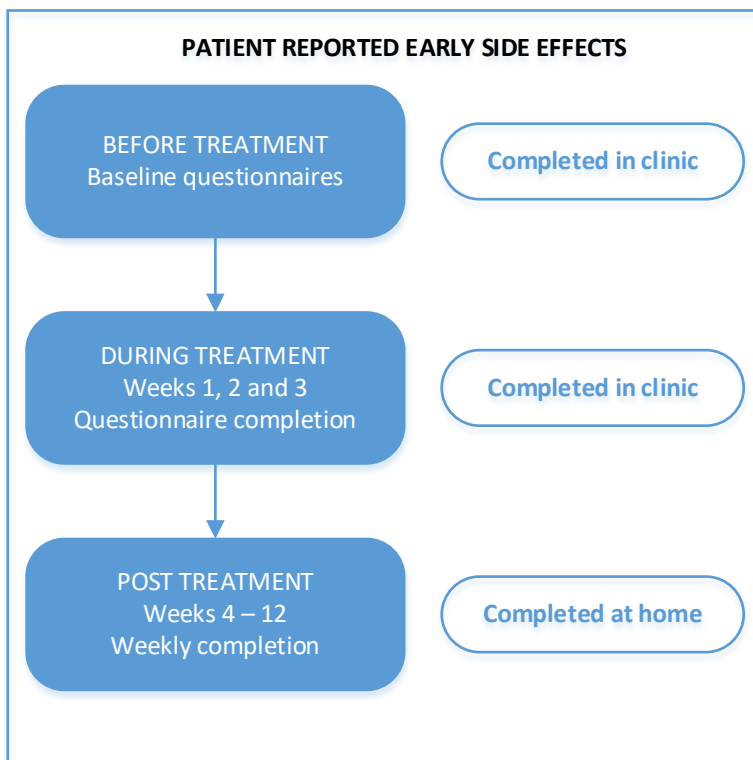 PATIENT REPORTED EARLY SIDE EFFECTS
BEFORE TREATMENT
Baseline questionnaires
Completed in clinic
DURING TREATMENT
Weeks 1, 2 and 3
Questionnaire completion
Completed in clinic
POST TREATMENT
Weeks 4 – 12
Weekly completion
Completed at home